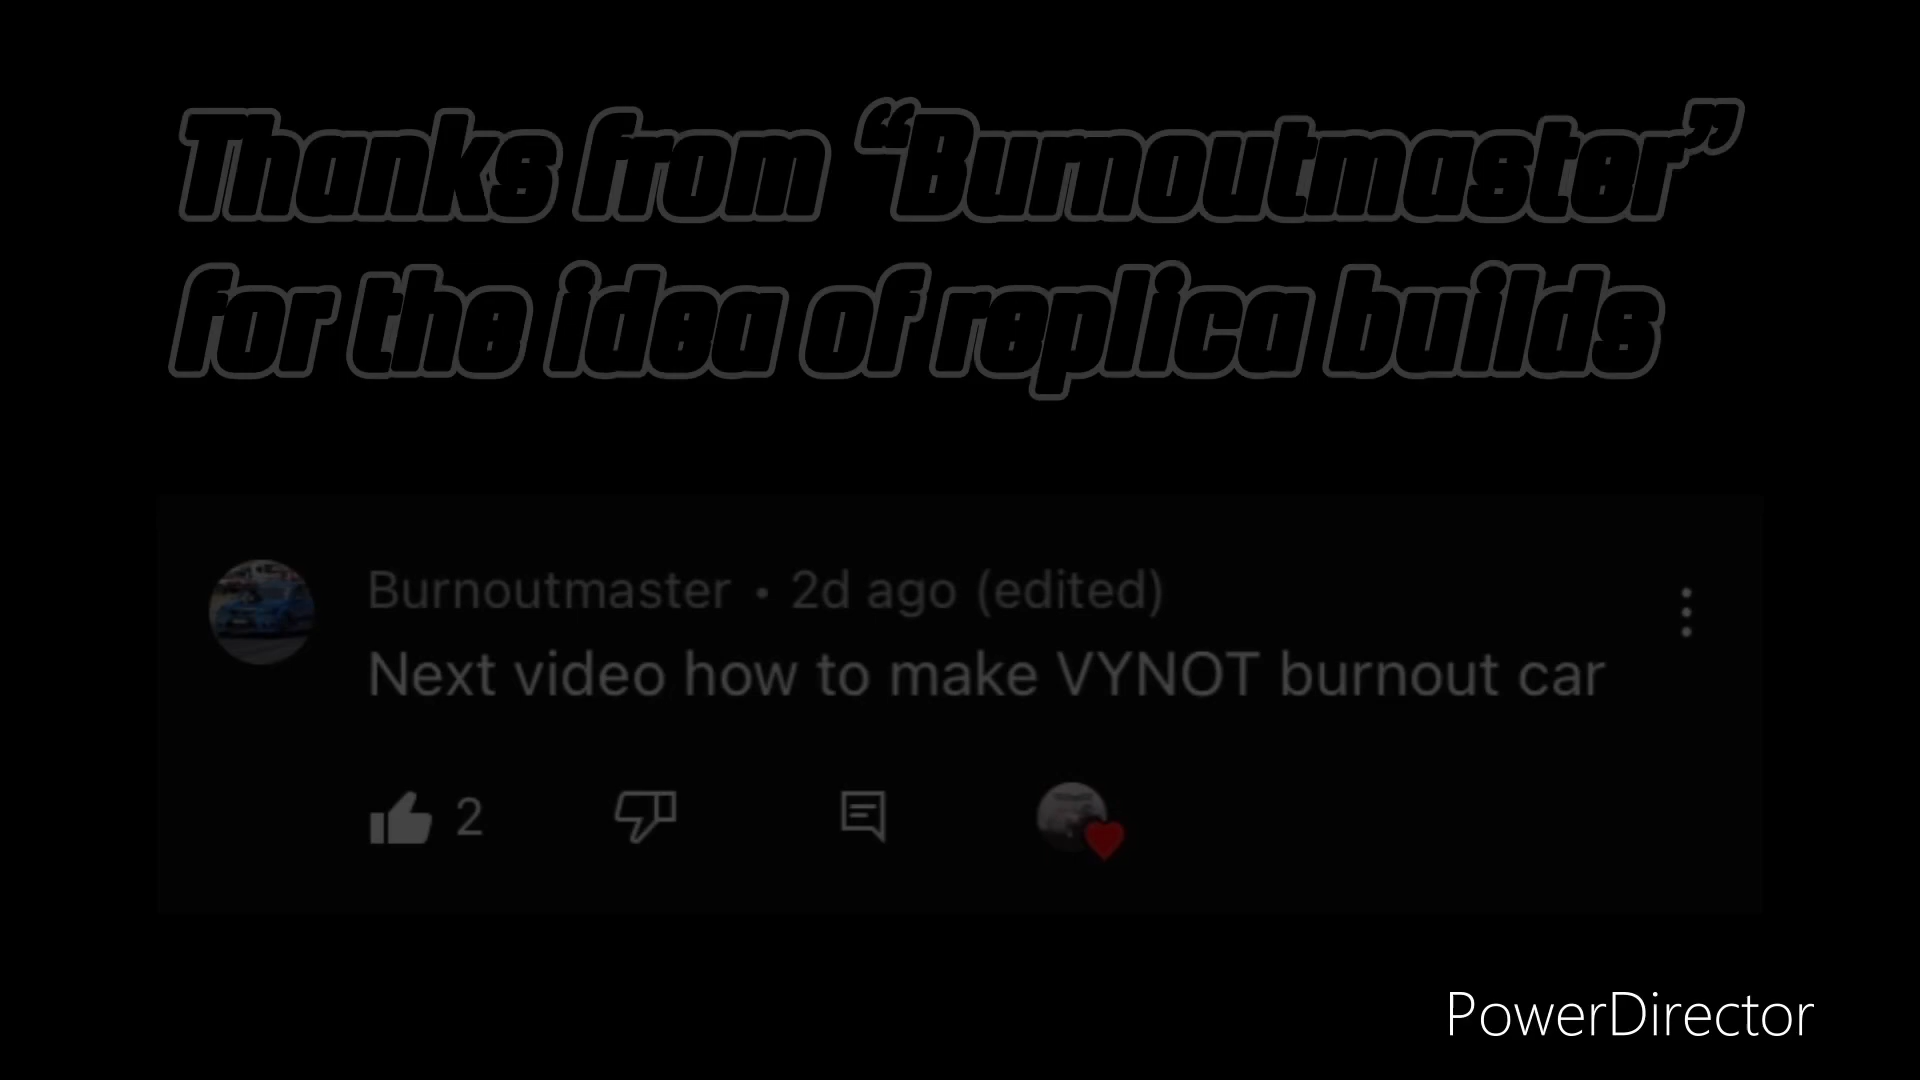 Thanks from “Burnoutmaster”
for the idea of replica builds
Burnoutmaster • 2d ago (edited)
Next video how to make VYNOT burnout car
2
PowerDirector